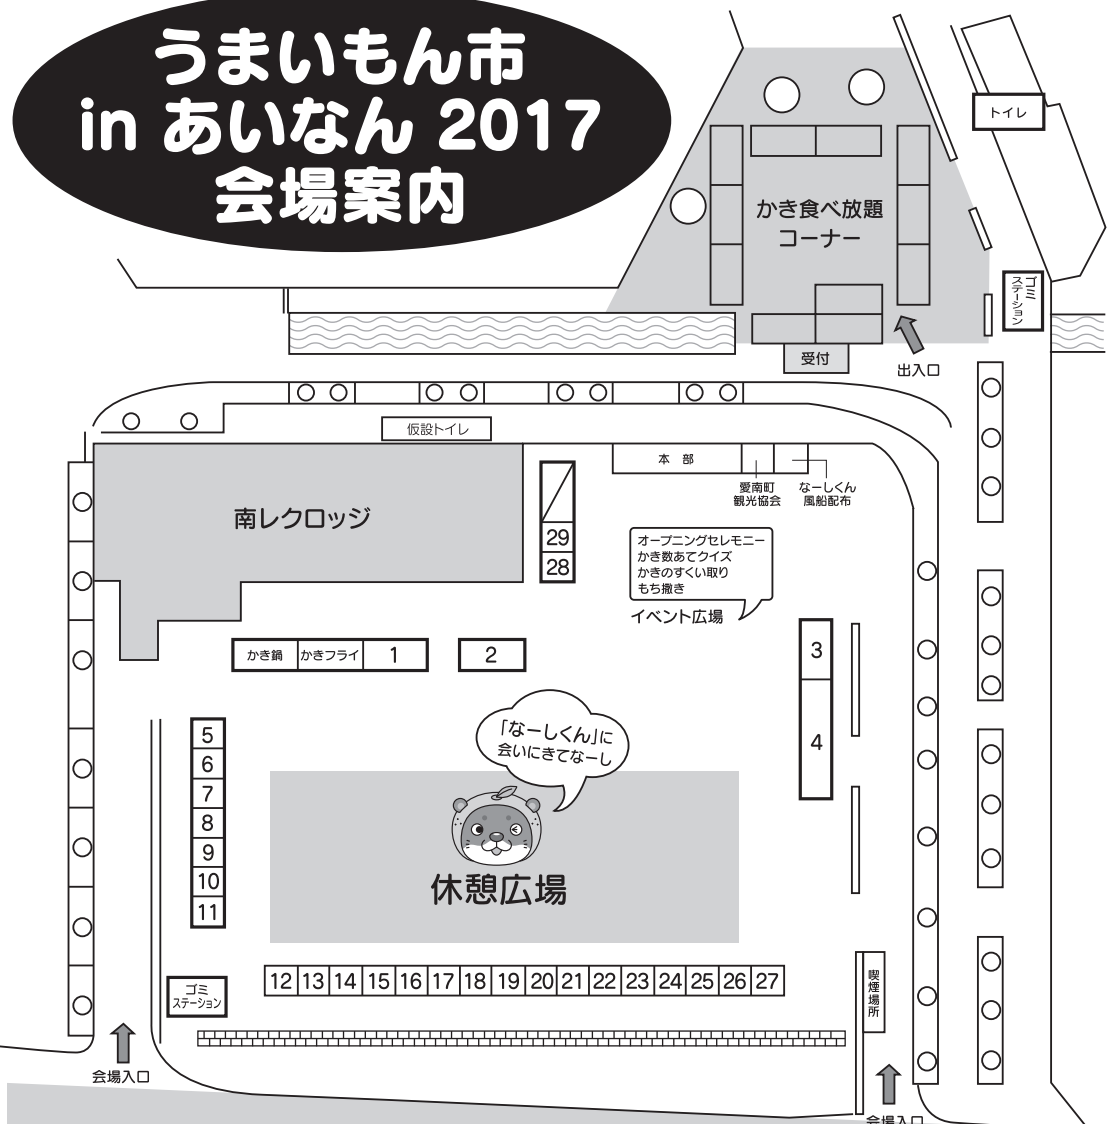 うまいもん市
in あいなん 2017
会場案内
トイレ
かき食べ放題
コーナー
ゴミ
ステーション
受付
出入口
仮設トイレ
本部
愛南町
観光協会
なーしくん
風船配布
南レクロッジ
29
28
オープニングセレモニー
かき数あてクイズ
かきのすくい取り
もち撒き
イベント広場
かき鍋 かきフライ 1
2
3
4
「なーしくん」に
会いにきてなーし
5
6
7
8
9
10
11
休憩広場
12 13 14 15 16 17 18 19 20 21 22 23 24 25 26 27
ゴミ
ステーション
喫煙場所
会場入口
会場入口